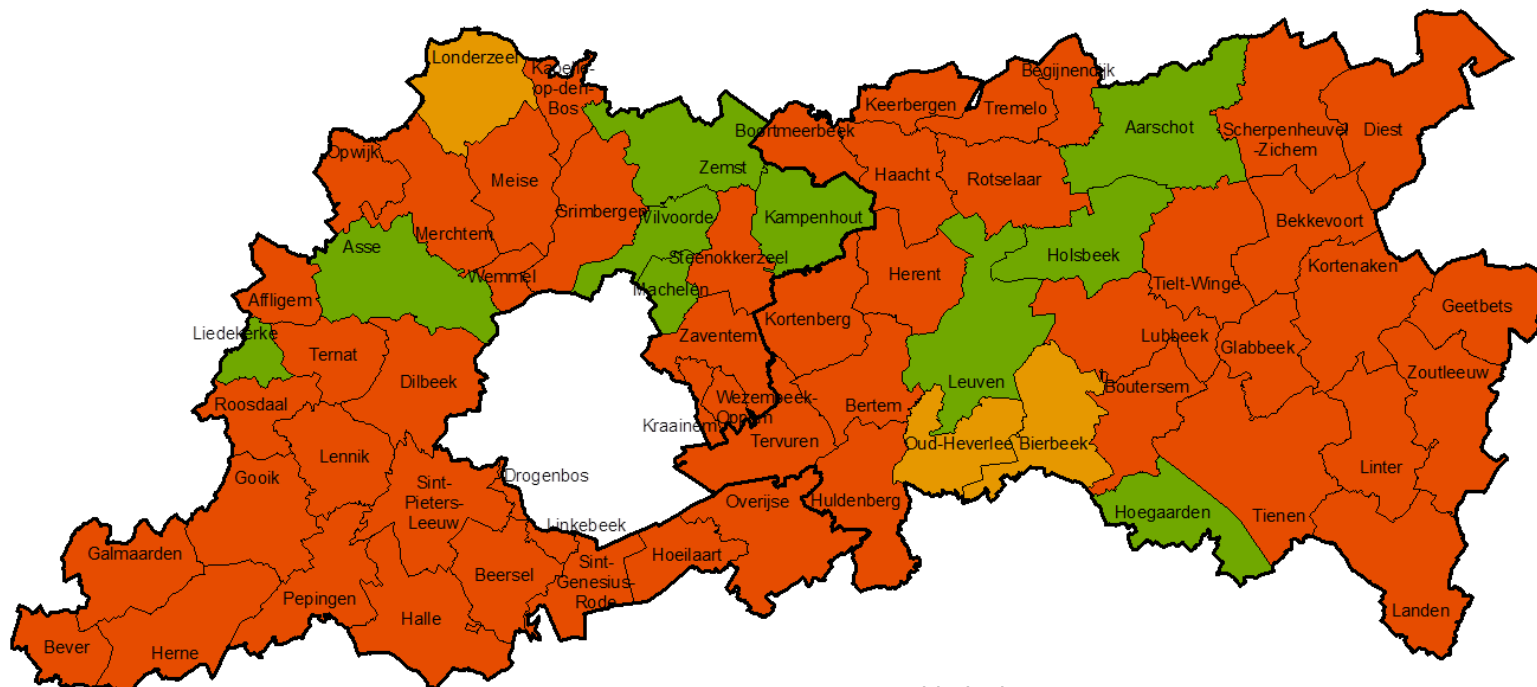 Londerzeel
Kapelle-
op-den-
Bos
Begijnendijk
Keerbergen
Tremelo
Aarschot
Scherpenheuvel
-Zichem
Diest
Boortmeerbeek
Opwijk
Meise
Zemst
Haacht
Rotselaar
Grimbergen
Vilvoorde
Kampenhout
Bekkevoort
Merchtem
Asse
Steenokkerzeel
Holsbeek
Kortenaken
Wemmel
Machelen
Herent
Tielt-Winge
Affligem
Geetbets
Liedekerke
Ternat
Zaventem
Kortenberg
Lubbeek
Glabbeek
Dilbeek
Leuven
Boutersem
Zoutleeuw
Roosdaal
Wezembeek-
Oppem
Bertem
Kraainem
Tervuren
Oud-Heverlee
Bierbeek
Lennik
Gooik
Linter
Drogenbos
Sint-
Pieters-
Leeuw
Overijse
Huldenberg
Hoegaarden
Tienen
Linkebeek
Galmaarden
Hoeilaart
Beersel
Sint-
Genesius-
Rode
Pepingen
Halle
Landen
Bever
Herne